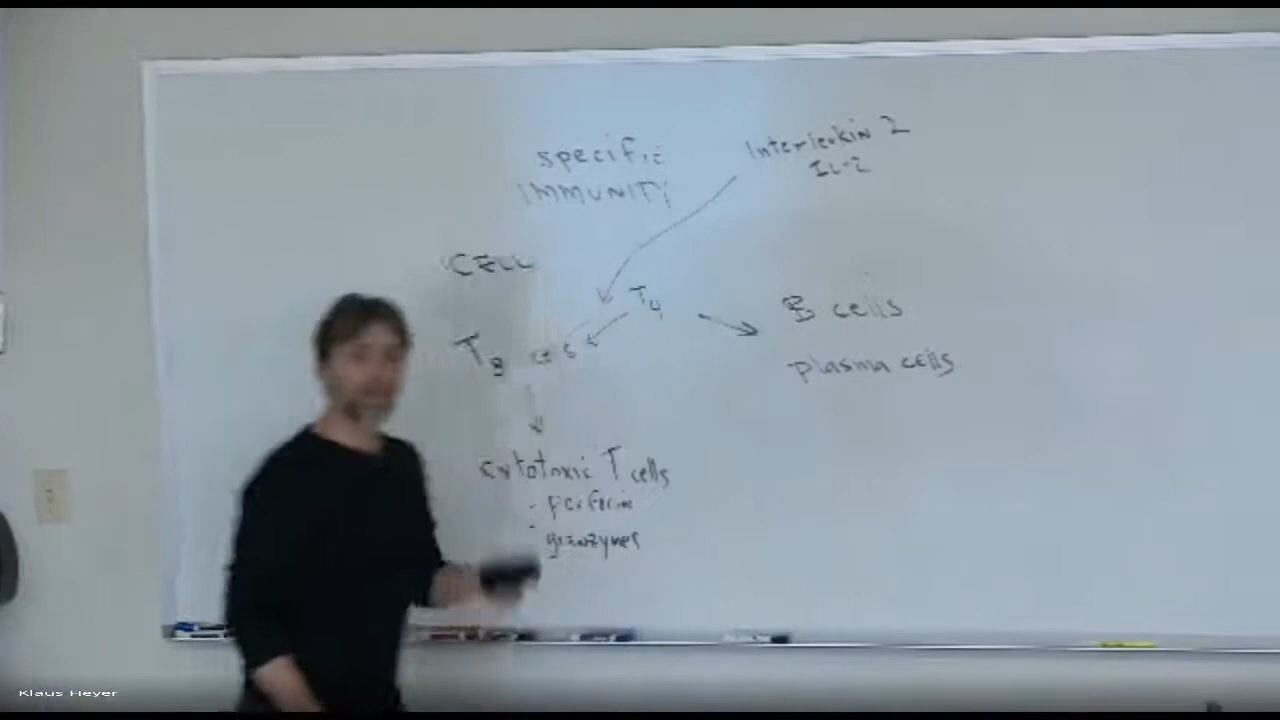 specific
IMMUNITY
Interleukin 2
IL-2
CELL
T4
B cells
T8 cells
plasma cells
cytotoxic T cells
- perforin
- granzymes
Klaus Heyer